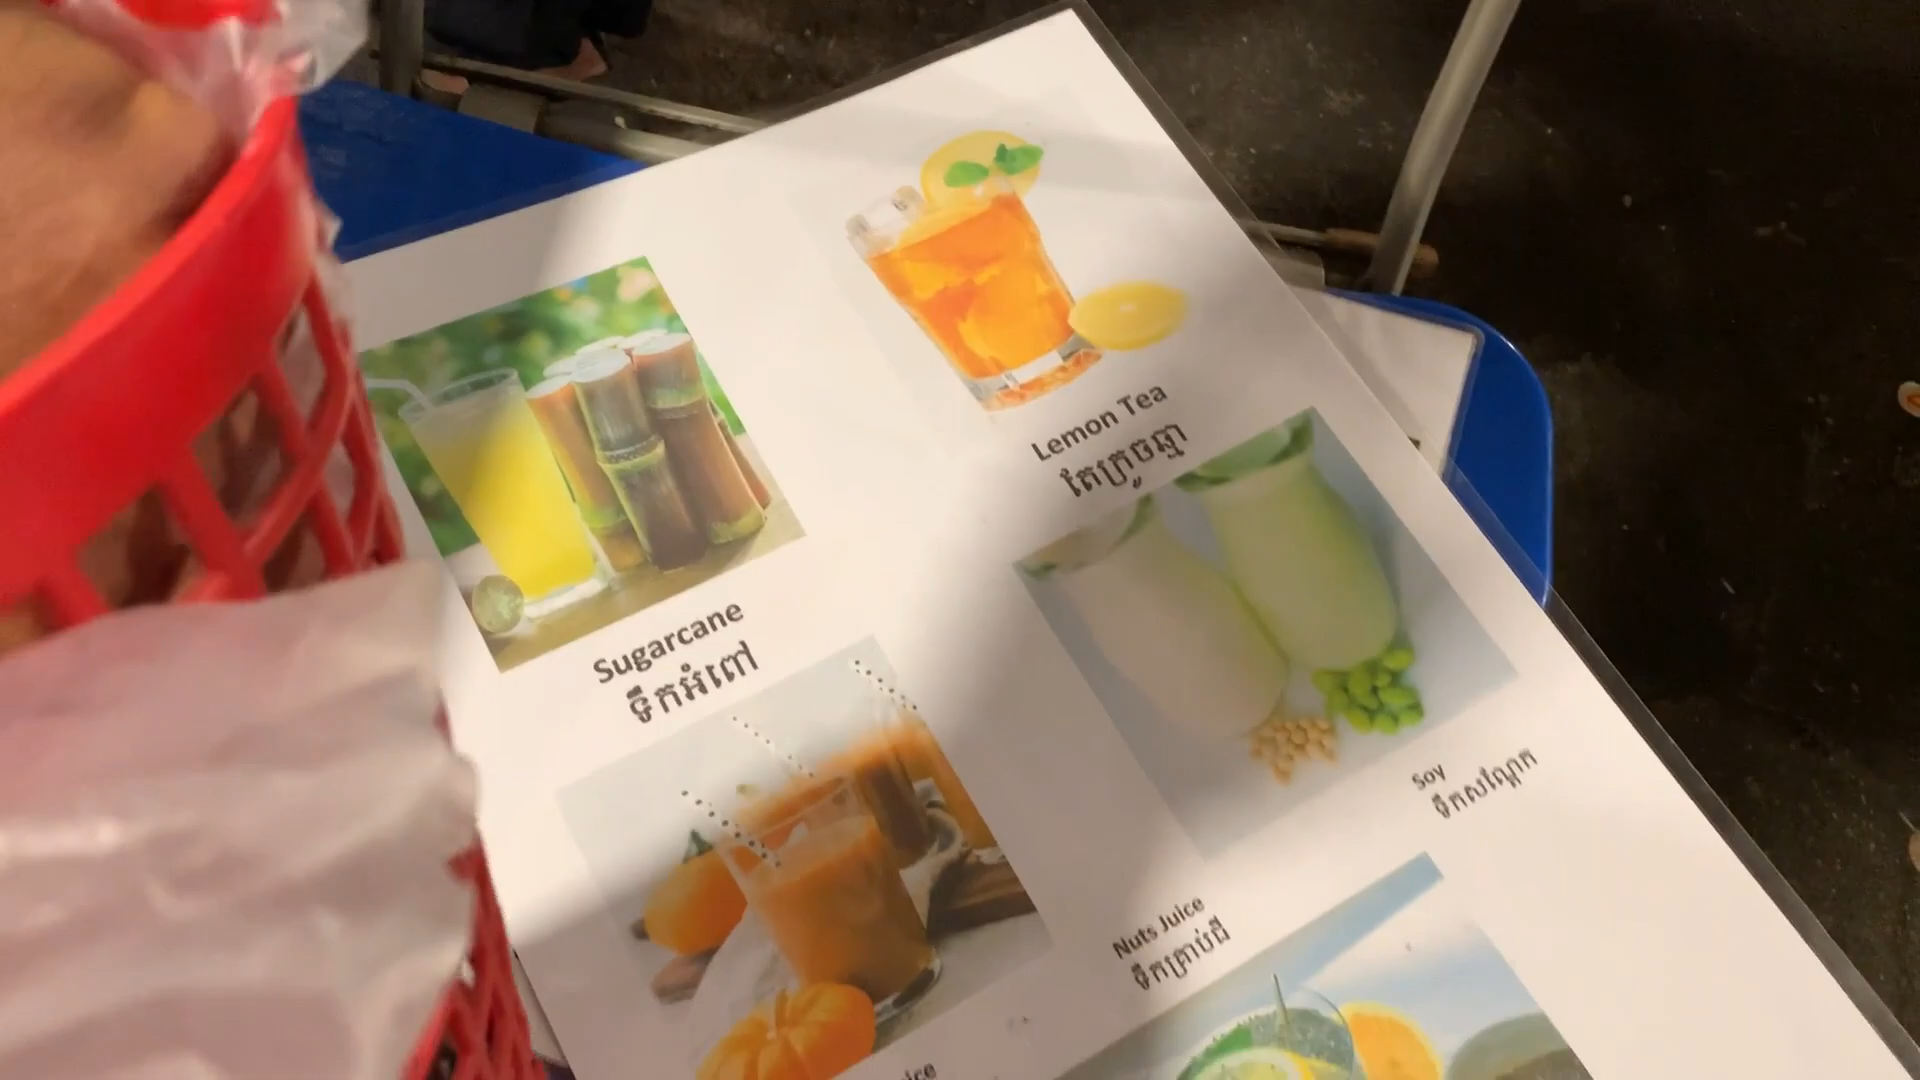 Lemon Tea
តែក្រូចឆ្មា
Sugarcane
ទឹកអំពៅ
Soy
ទឹកសណ្តែក
Nuts Juice
ទឹកគ្រាប់ធី